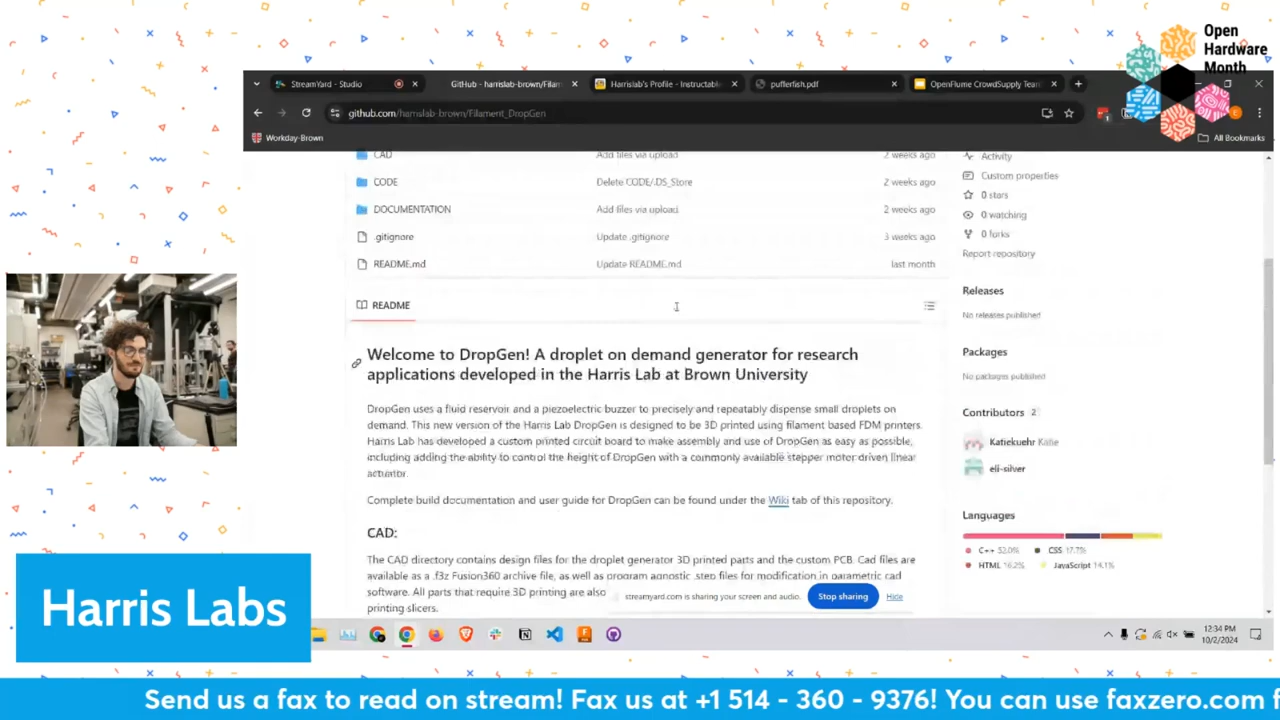 Open
Hardware
Month
StreamYard - Studio
GitHub - harrislab-brown/Filam
Harrislab's Profile - Instructable
pufferfish.pdf
OpenFlume CrowdSupply Team
github.com/harrislab-brown/Filament_DropGen
Workday-Brown
All Bookmarks
CAD Add files via upload 2 weeks ago
CODE Delete CODE/.DS_Store 2 weeks ago
DOCUMENTATION Add files via upload 2 weeks ago
.gitignore Update .gitignore 3 weeks ago
README.md Update README.md last month
README
Welcome to DropGen! A droplet on demand generator for research
applications developed in the Harris Lab at Brown University
DropGen uses a fluid reservoir and a piezoelectric buzzer to precisely and repeatably dispense small droplets on
demand. This new version of the Harris Lab DropGen is designed to be 3D printed using filament based FDM printers.
Harris Lab has developed a custom printed circuit board to make assembly and use of DropGen as easy as possible,
including adding the ability to control the height of DropGen with a commonly available stepper motor driven linear
actuator.
Complete build documentation and user guide for DropGen can be found under the Wiki tab of this repository.
CAD:
The CAD directory contains design files for the droplet generator 3D printed parts and the custom PCB. Cad files are
available as a .f3z Fusion360 archive file, as well as program agnostic .step files for modification in parametric cad
software. All parts that require 3D printing are also
printing slicers.
Activity
Custom properties
0 stars
0 watching
0 forks
Report repository
Releases
No releases published
Packages
No packages published
Contributors 2
Katiekuehr Katie
eli-silver
Languages
C++ 52.0% CSS 17.7%
HTML 16.2% JavaScript 14.1%
streamyard.com is sharing your screen and audio. Stop sharing Hide
12:34 PM
10/2/2024
Harris Labs
Send us a fax to read on stream! Fax us at +1 514 - 360 - 9376! You can use faxzero.com f